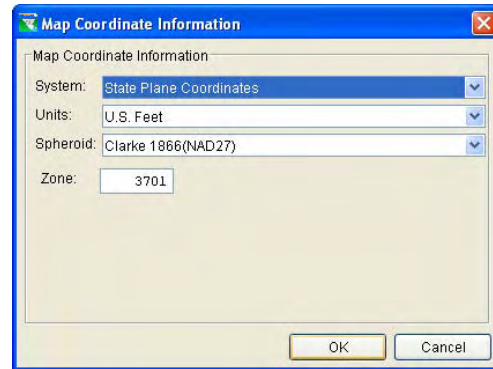 Map Coordinate Information
Map Coordinate Information
System: State Plane Coordinates
Units: U.S. Feet
Spheroid: Clarke 1866(NAD27)
Zone: 3701
OK Cancel